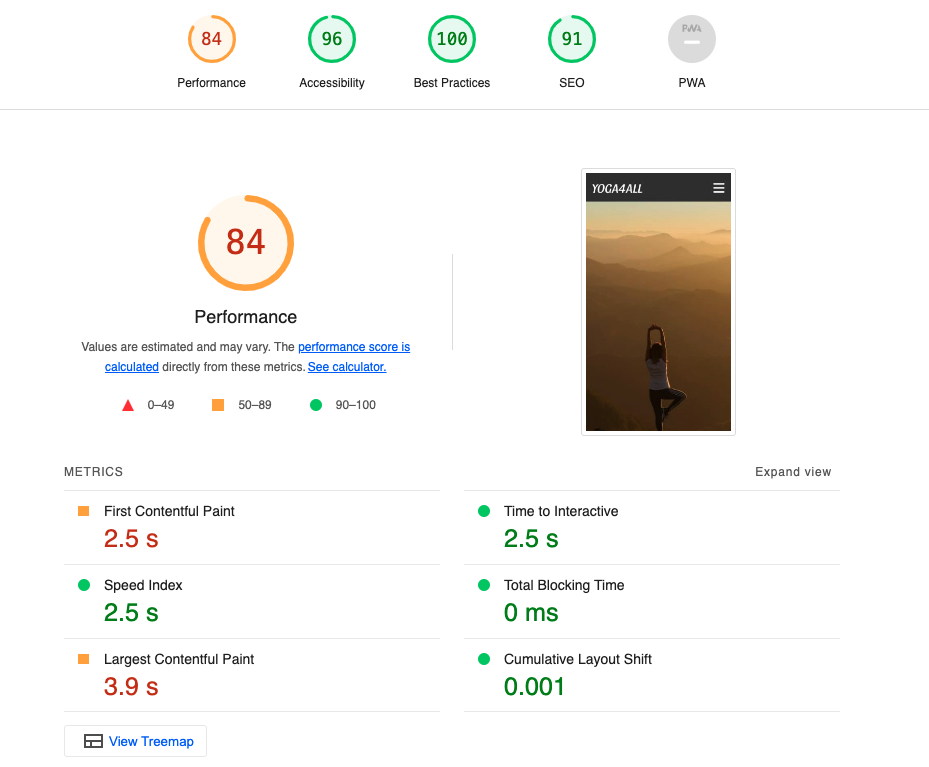 84
96
100
91
PWA
Performance
Accessibility
Best Practices
SEO
PWA
84
Performance
Values are estimated and may vary. The performance score is
calculated directly from these metrics. See calculator.
0–49
50–89
90–100
YOGA4ALL
METRICS
Expand view
First Contentful Paint
2.5 s
Time to Interactive
2.5 s
Speed Index
2.5 s
Total Blocking Time
0 ms
Largest Contentful Paint
3.9 s
Cumulative Layout Shift
0.001
View Treemap